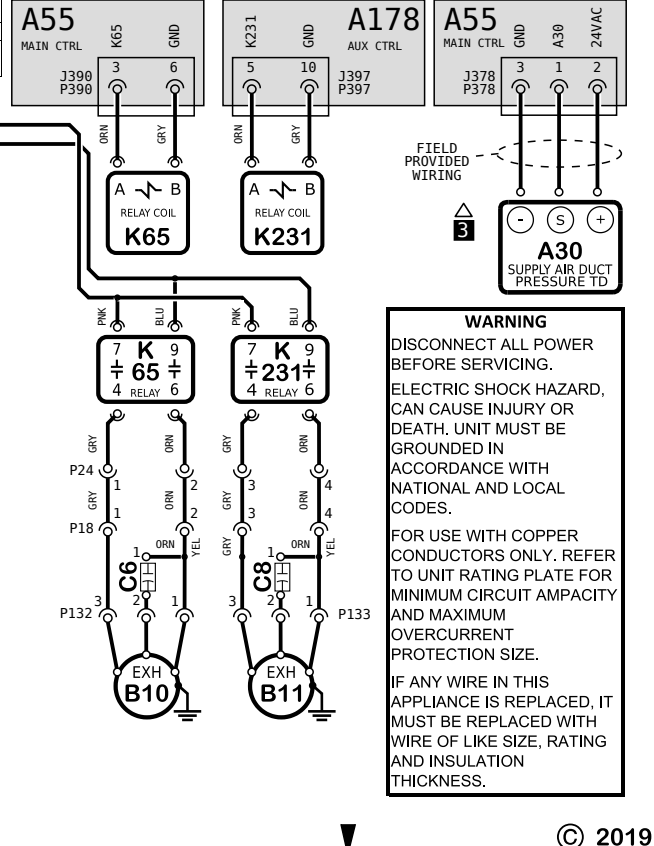 A55
MAIN CTRL
K65
GND
J390
P390
3
6
A178
AUX CTRL
K231
GND
5
10
J397
P397
A55
MAIN CTRL
GND
A30
24VAC
J378
P378
3
1
2
ORN
GRY
ORN
GRY
FIELD
PROVIDED
WIRING
A
B
RELAY COIL
K65
A
B
RELAY COIL
K231
3
-
S
+
A30
SUPPLY AIR DUCT
PRESSURE TD
PNK
BLU
PNK
BLU
7 K 9
65
4 RELAY 6
7 K 9
231
4 RELAY 6
GRY
ORN
GRY
ORN
P24
1
2
3
4
GRY
ORN
GRY
ORN
P18
1
2
3
4
1
ORN
YEL
GRY
1
ORN
YEL
C6
C8
P132
3
2
1
3
2
1
P133
EXH
B10
EXH
B11
WARNING
DISCONNECT ALL POWER
BEFORE SERVICING.
ELECTRIC SHOCK HAZARD,
CAN CAUSE INJURY OR
DEATH. UNIT MUST BE
GROUNDED IN
ACCORDANCE WITH
NATIONAL AND LOCAL
CODES.
FOR USE WITH COPPER
CONDUCTORS ONLY. REFER
TO UNIT RATING PLATE FOR
MINIMUM CIRCUIT AMPACITY
AND MAXIMUM
OVERCURRENT
PROTECTION SIZE.
IF ANY WIRE IN THIS
APPLIANCE IS REPLACED, IT
MUST BE REPLACED WITH
WIRE OF LIKE SIZE, RATING
AND INSULATION
THICKNESS.
© 2019